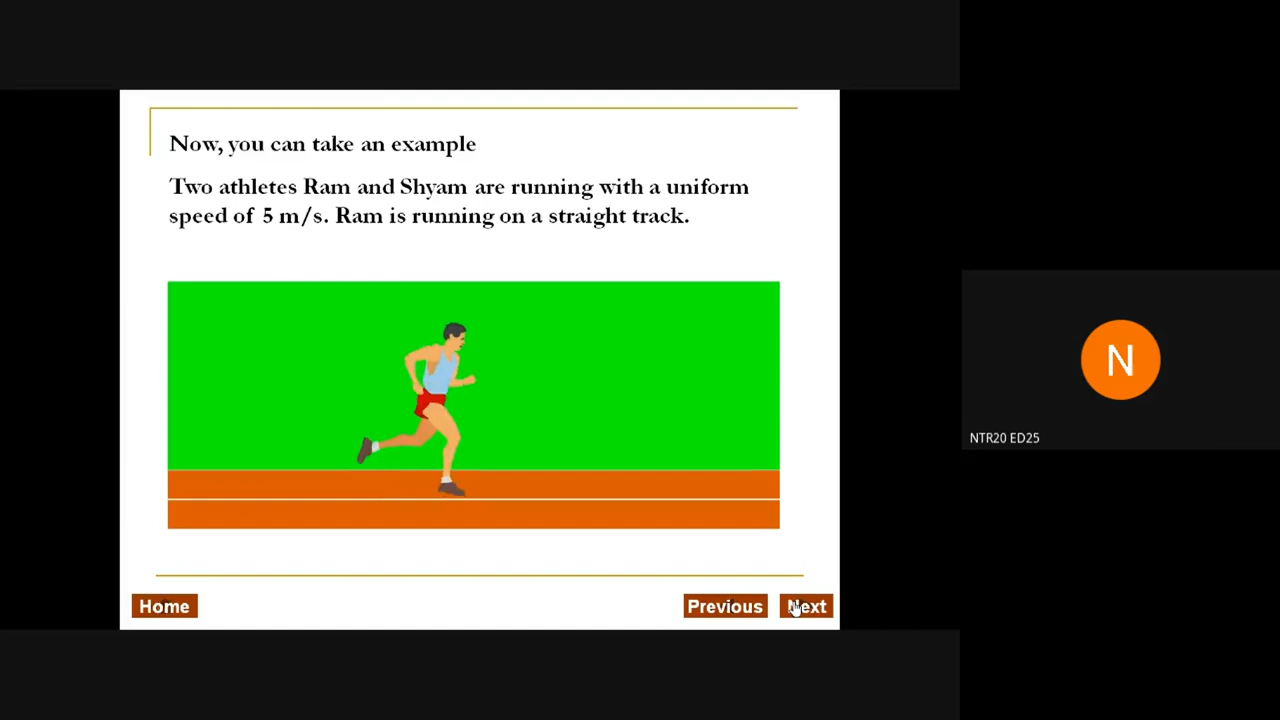 Now, you can take an example
Two athletes Ram and Shyam are running with a uniform
speed of 5 m/s. Ram is running on a straight track.
Home
Previous
Next
N
NTR20 ED25